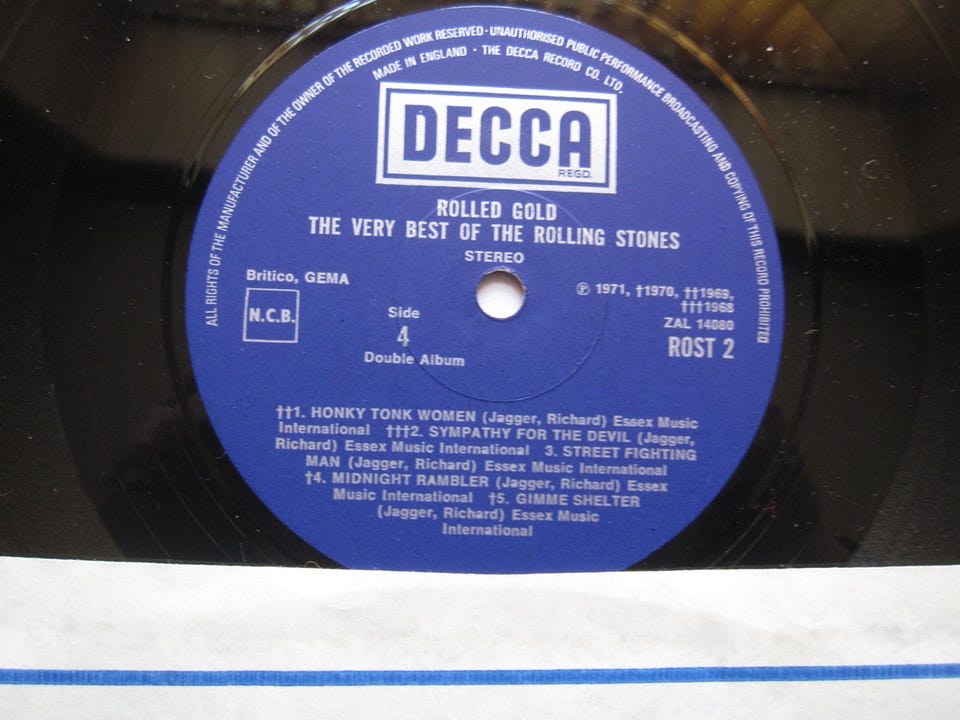 ALL RIGHTS OF THE MANUFACTURER AND OF THE OWNER OF THE RECORDED WORK RESERVED-UNAUTHORISED PUBLIC PERFORMANCE BROADCASTING AND COPYING OF THIS RECORD PROHIBITED
MADE IN ENGLAND · THE DECCA RECORD CO. LTD.
DECCA
REGD.
ROLLED GOLD
THE VERY BEST OF THE ROLLING STONES
STEREO
Britico, GEMA
N.C.B.
Side
4
Double Album
℗ 1971, †1970, ††1969,
†††1968
ZAL 14080
ROST 2
††1. HONKY TONK WOMEN (Jagger, Richard) Essex Music
International †††2. SYMPATHY FOR THE DEVIL (Jagger,
Richard) Essex Music International 3. STREET FIGHTING
MAN (Jagger, Richard) Essex Music International
†4. MIDNIGHT RAMBLER (Jagger, Richard) Essex
Music International †5. GIMME SHELTER
(Jagger, Richard) Essex Music
International